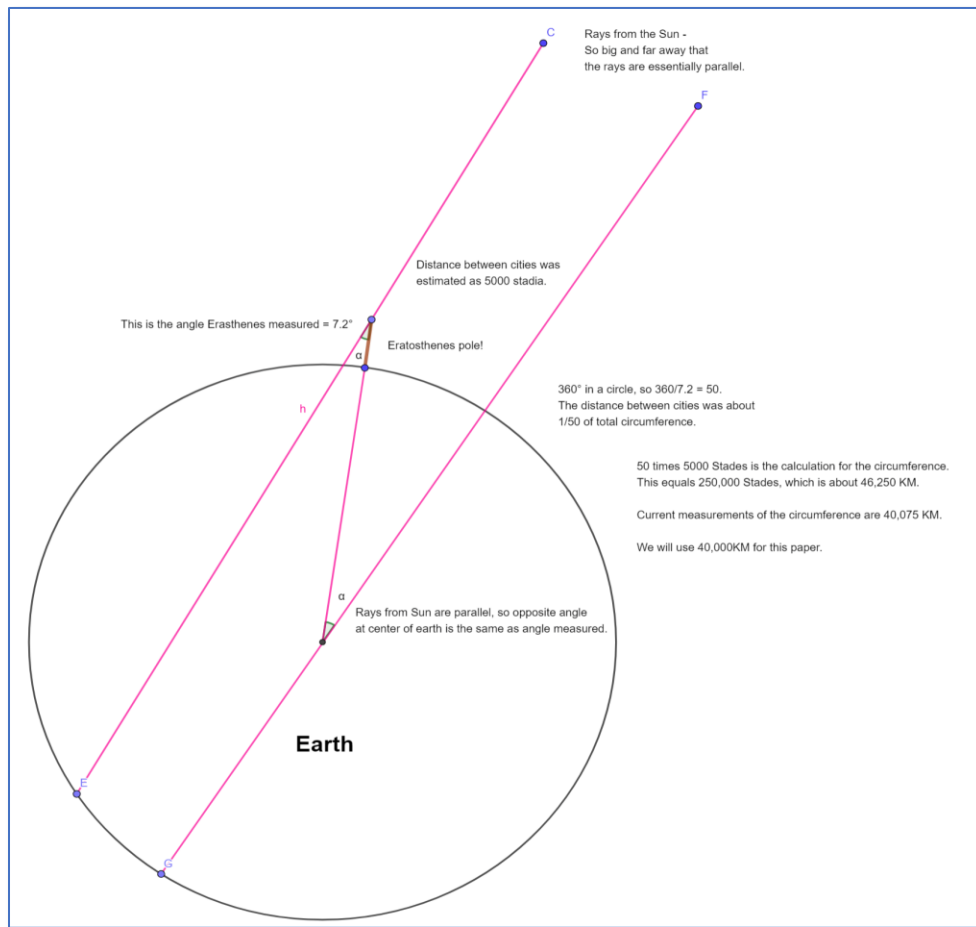 C
Rays from the Sun -
So big and far away that
the rays are essentially parallel.
F
Distance between cities was
estimated as 5000 stadia.
This is the angle Erasthenes measured = 7.2°
Eratosthenes pole!
α
360° in a circle, so 360/7.2 = 50.
The distance between cities was about
1/50 of total circumference.
h
50 times 5000 Stades is the calculation for the circumference.
This equals 250,000 Stades, which is about 46,250 KM.
Current measurements of the circumference are 40,075 KM.
We will use 40,000KM for this paper.
α
Rays from Sun are parallel, so opposite angle
at center of earth is the same as angle measured.
Earth
E
G